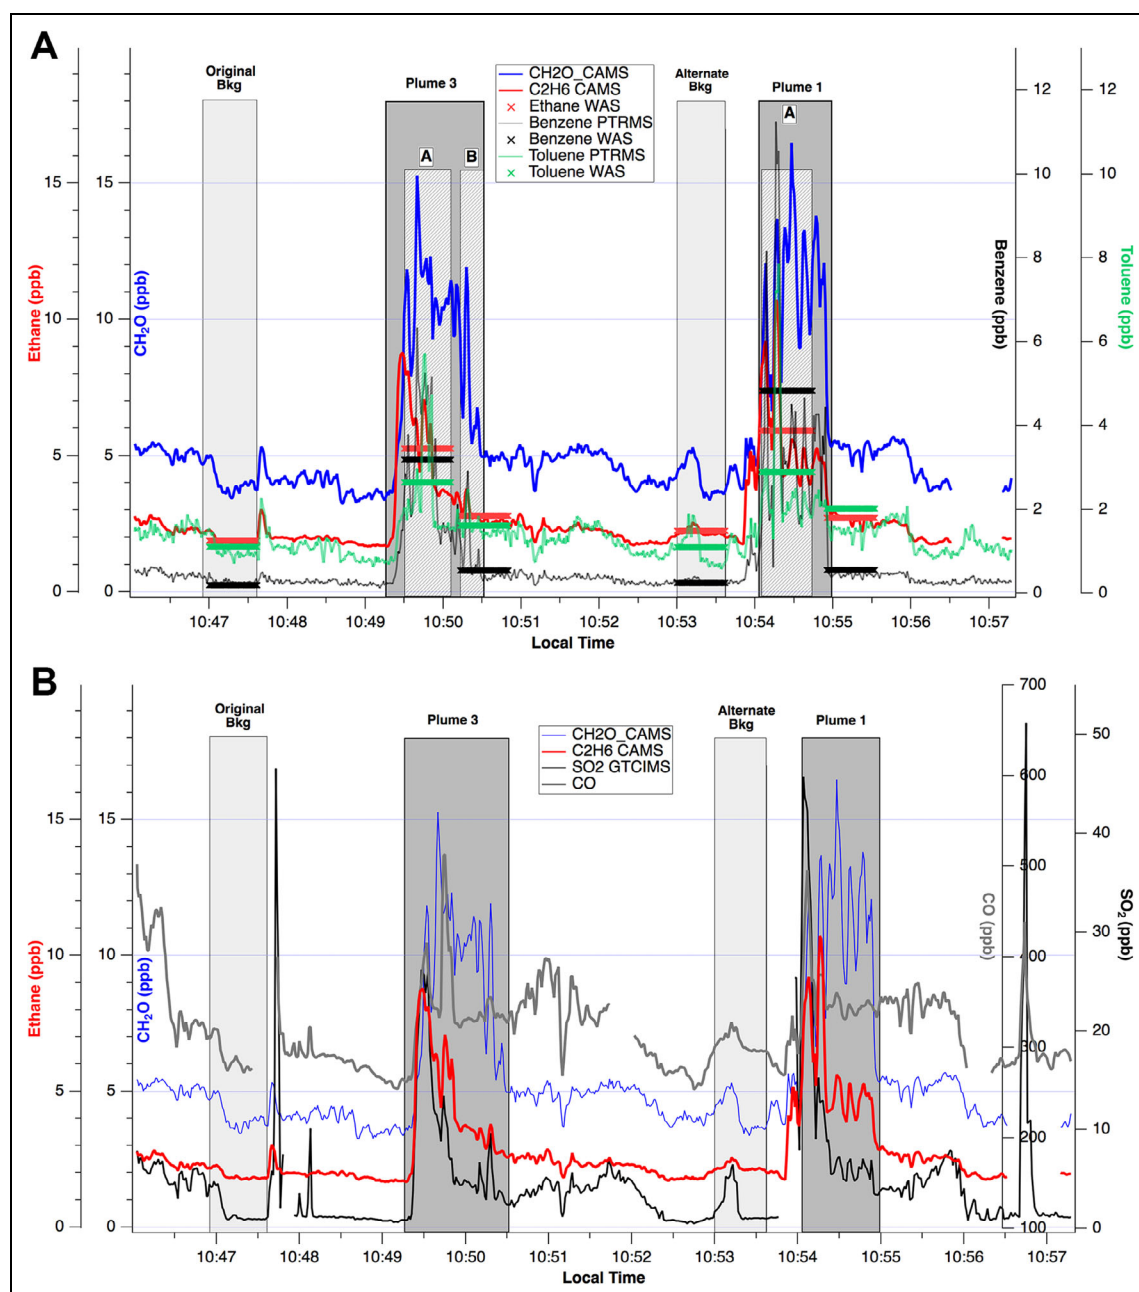 A
Original
Bkg
Plume 3
CH2O_CAMS
C2H6 CAMS
Ethane WAS
Benzene PTRMS
Benzene WAS
Toluene PTRMS
Toluene WAS
Alternate
Bkg
Plume 1
A
B
A
15
10
5
0
Ethane (ppb)
15
10
5
0
CH2O (ppb)
12
10
8
6
4
2
0
Benzene (ppb)
12
10
8
6
4
2
0
Toluene (ppb)
10:47 10:48 10:49 10:50 10:51 10:52 10:53 10:54 10:55 10:56 10:57
Local Time
B
Original
Bkg
Plume 3
CH2O_CAMS
C2H6 CAMS
SO2 GTCIMS
CO
Alternate
Bkg
Plume 1
15
10
5
0
Ethane (ppb)
15
10
5
0
CH2O (ppb)
700
600
500
400
300
200
100
CO (ppb)
50
40
30
20
10
0
SO2 (ppb)
10:47 10:48 10:49 10:50 10:51 10:52 10:53 10:54 10:55 10:56 10:57
Local Time